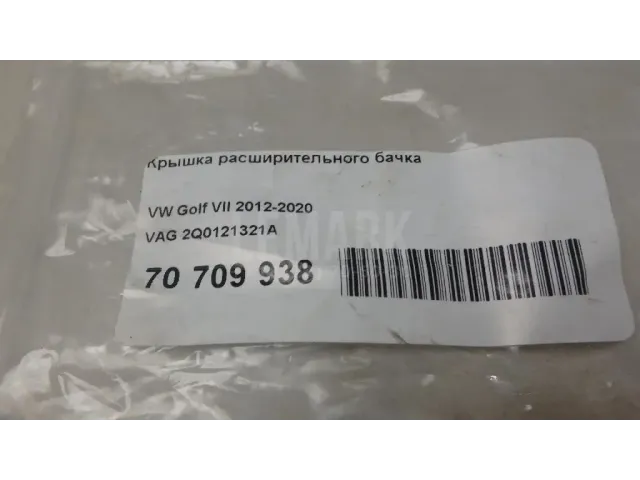 Крышка расширительного бачка
VW Golf VII 2012-2020
VAG 2Q0121321A
70 709 938